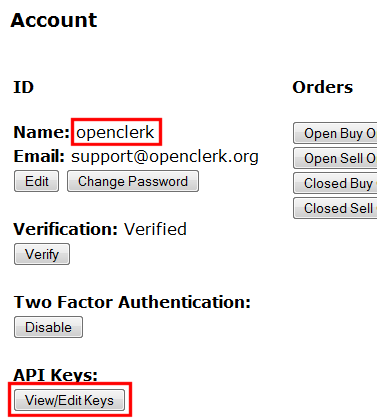 Account
ID
Name: openclerk
Email: support@openclerk.org
Edit Change Password
Verification: Verified
Verify
Two Factor Authentication:
Disable
API Keys:
View/Edit Keys
Orders
Open Buy O
Open Sell O
Closed Buy
Closed Sell